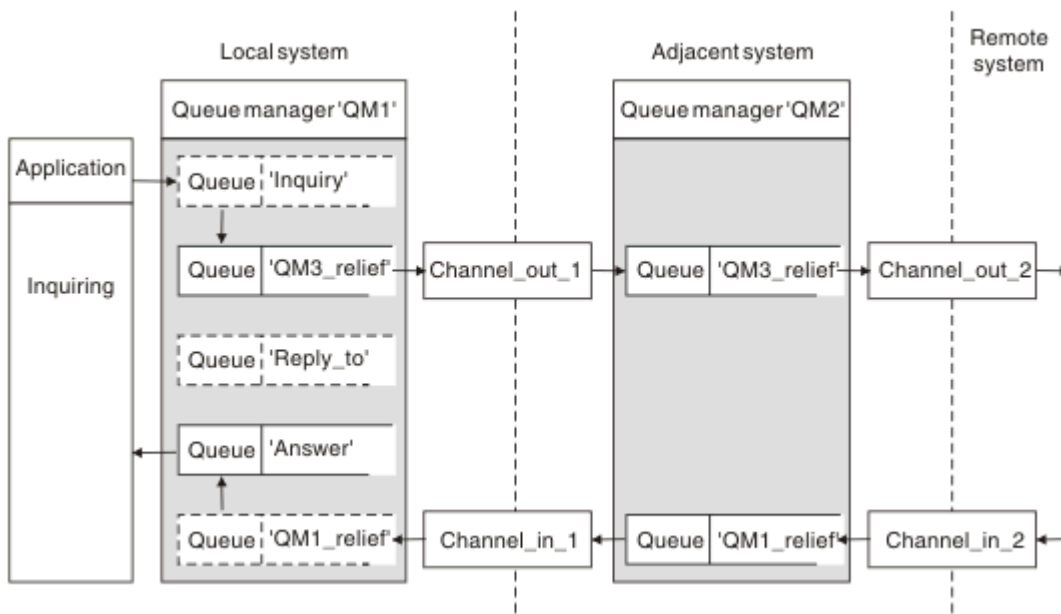 Local system
Adjacent system
Remote
system
Queue manager 'QM1'
Queue manager 'QM2'
Application
Inquiring
Queue 'Inquiry'
Queue 'QM3_relief'
Channel_out_1
Queue 'QM3_relief'
Channel_out_2
Queue 'Reply_to'
Queue 'Answer'
Queue 'QM1_relief'
Channel_in_1
Queue 'QM1_relief'
Channel_in_2